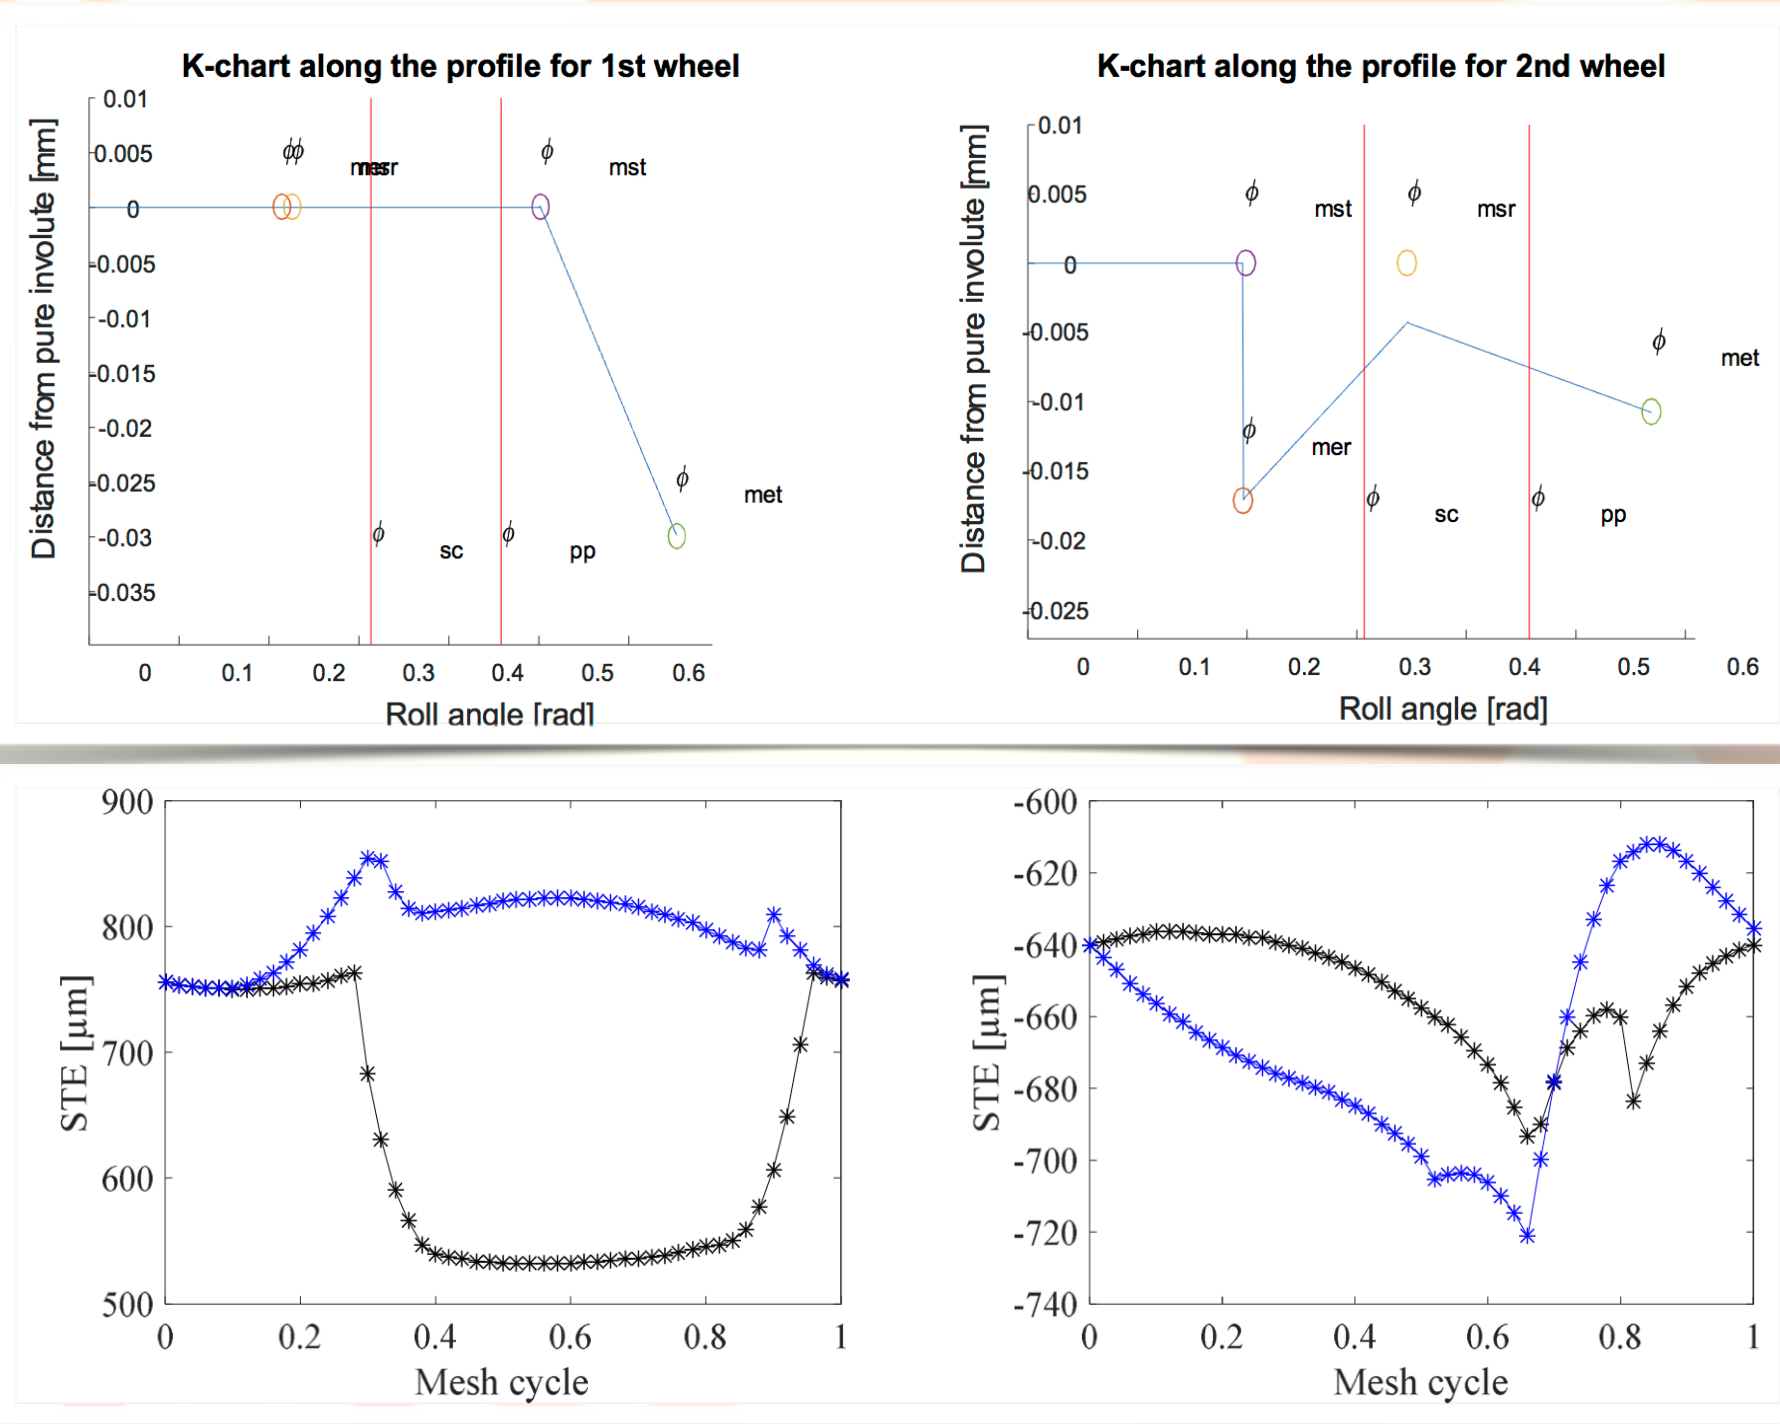 K-chart along the profile for 1st wheel
0.01
0.005
0
-0.005
-0.01
-0.015
-0.02
-0.025
-0.03
-0.035
Distance from pure involute [mm]
ϕ
ϕ
mer
msr
ϕ
mst
ϕ
met
ϕ
sc
ϕ
pp
0 0.1 0.2 0.3 0.4 0.5 0.6
Roll angle [rad]
K-chart along the profile for 2nd wheel
0.01
0.005
0
-0.005
-0.01
-0.015
-0.02
-0.025
Distance from pure involute [mm]
ϕ
mst
ϕ
msr
ϕ
met
ϕ
mer
ϕ
sc
ϕ
pp
0 0.1 0.2 0.3 0.4 0.5 0.6
Roll angle [rad]
900
800
700
600
500
STE [µm]
0 0.2 0.4 0.6 0.8 1
Mesh cycle
-600
-620
-640
-660
-680
-700
-720
-740
STE [µm]
0 0.2 0.4 0.6 0.8 1
Mesh cycle